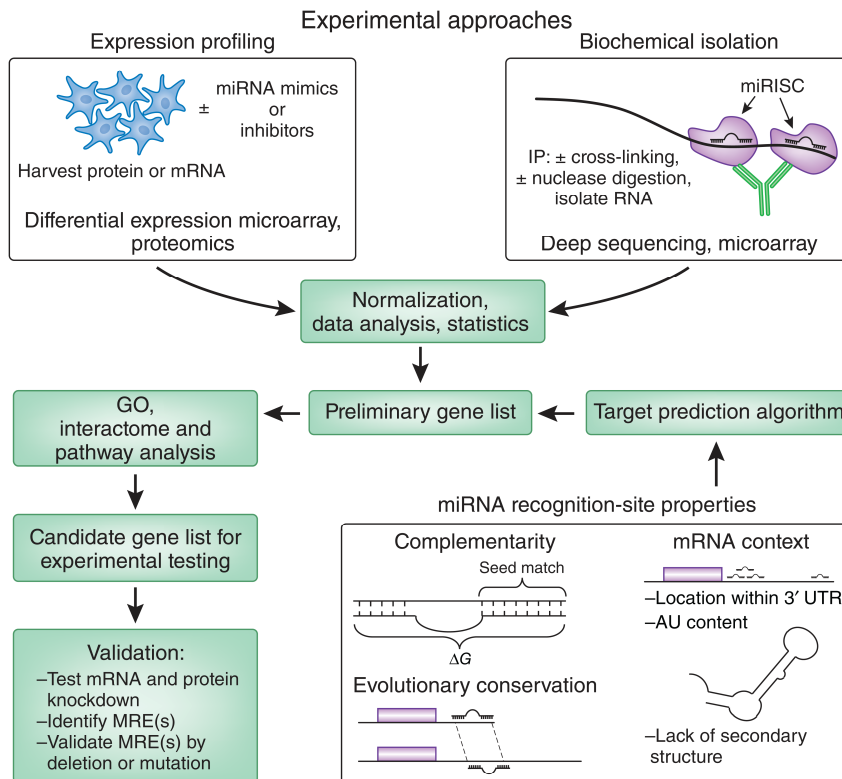 Experimental approaches
Expression profiling
± miRNA mimics
or
inhibitors
Harvest protein or mRNA
Differential expression microarray,
proteomics
Biochemical isolation
miRISC
IP: ± cross-linking,
± nuclease digestion,
isolate RNA
Deep sequencing, microarray
Normalization,
data analysis, statistics
Preliminary gene list
Target prediction algorithm
GO,
interactome and
pathway analysis
Candidate gene list for
experimental testing
Validation:
–Test mRNA and protein
knockdown
–Identify MRE(s)
–Validate MRE(s) by
deletion or mutation
miRNA recognition-site properties
Complementarity
Seed match
ΔG
Evolutionary conservation
mRNA context
–Location within 3′ UTR
–AU content
–Lack of secondary
structure